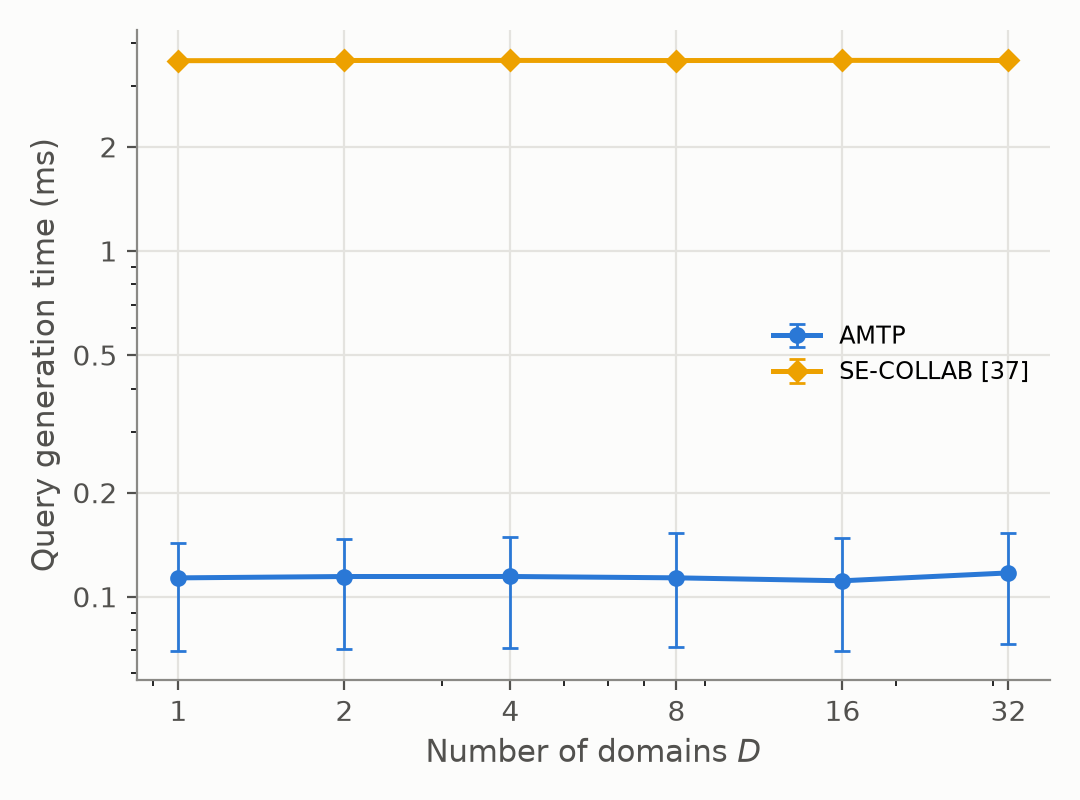 Query generation time (ms)
2
1
0.5
0.2
0.1
AMTP
SE-COLLAB [37]
1 2 4 8 16 32
Number of domains D